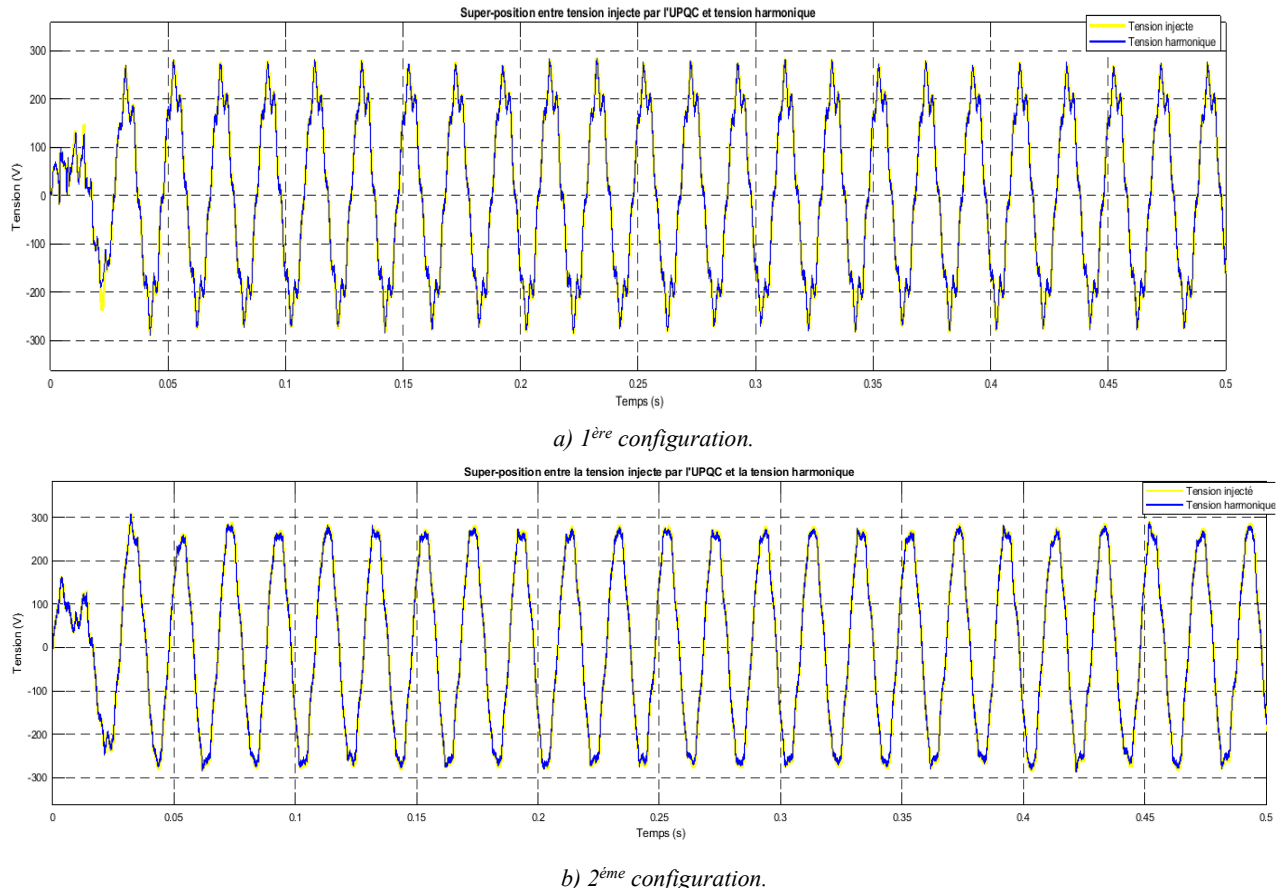 Super-position entre tension injecte par l'UPQC et tension harmonique
Tension injecte
Tension harmonique
300
200
100
0
-100
-200
-300
Tension (V)
0 0.05 0.1 0.15 0.2 0.25 0.3 0.35 0.4 0.45 0.5
Temps (s)
a) 1ère configuration.
Super-position entre la tension injecte par l'UPQC et la tension harmonique
Tension injecté
Tension harmonique
300
200
100
0
-100
-200
-300
Tension (V)
0 0.05 0.1 0.15 0.2 0.25 0.3 0.35 0.4 0.45 0.5
Temps (s)
b) 2éme configuration.